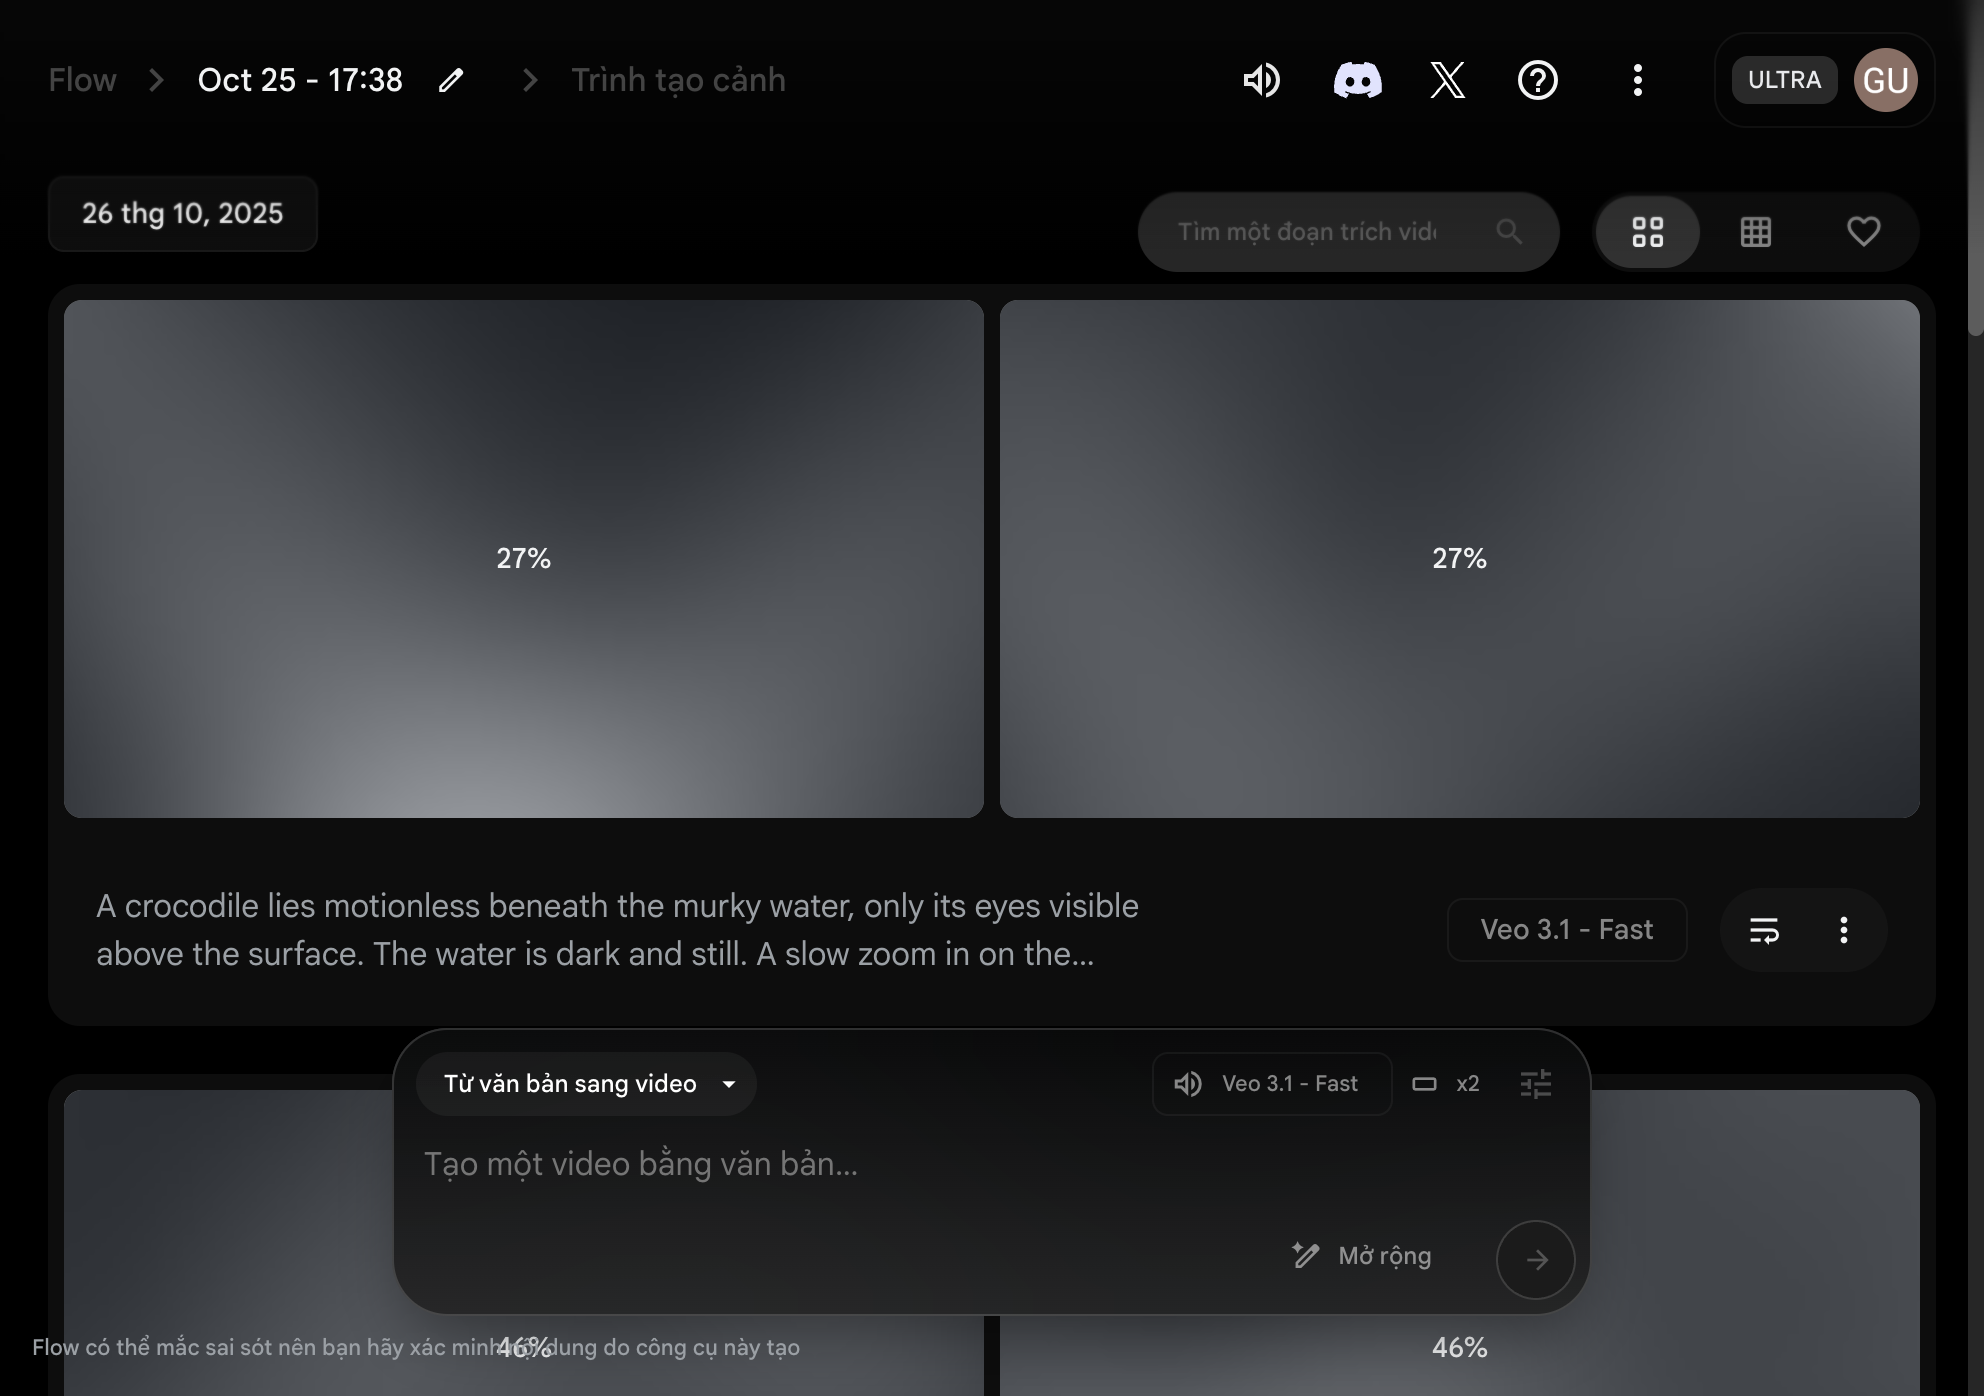 Flow
Oct 25 - 17:38
Trình tạo cảnh
ULTRA
GU
26 thg 10, 2025
Tìm một đoạn trích
27%
27%
A crocodile lies motionless beneath the murky water, only its eyes visible
above the surface. The water is dark and still. A slow zoom in on the...
Veo 3.1 - Fast
Từ văn bản sang video
Veo 3.1 - Fast
x2
Tạo một video bằng văn bản...
Mở rộng
Flow có thể mắc sai sót nên bạn hãy xác minh nội dung do công cụ này tạo
46%
46%